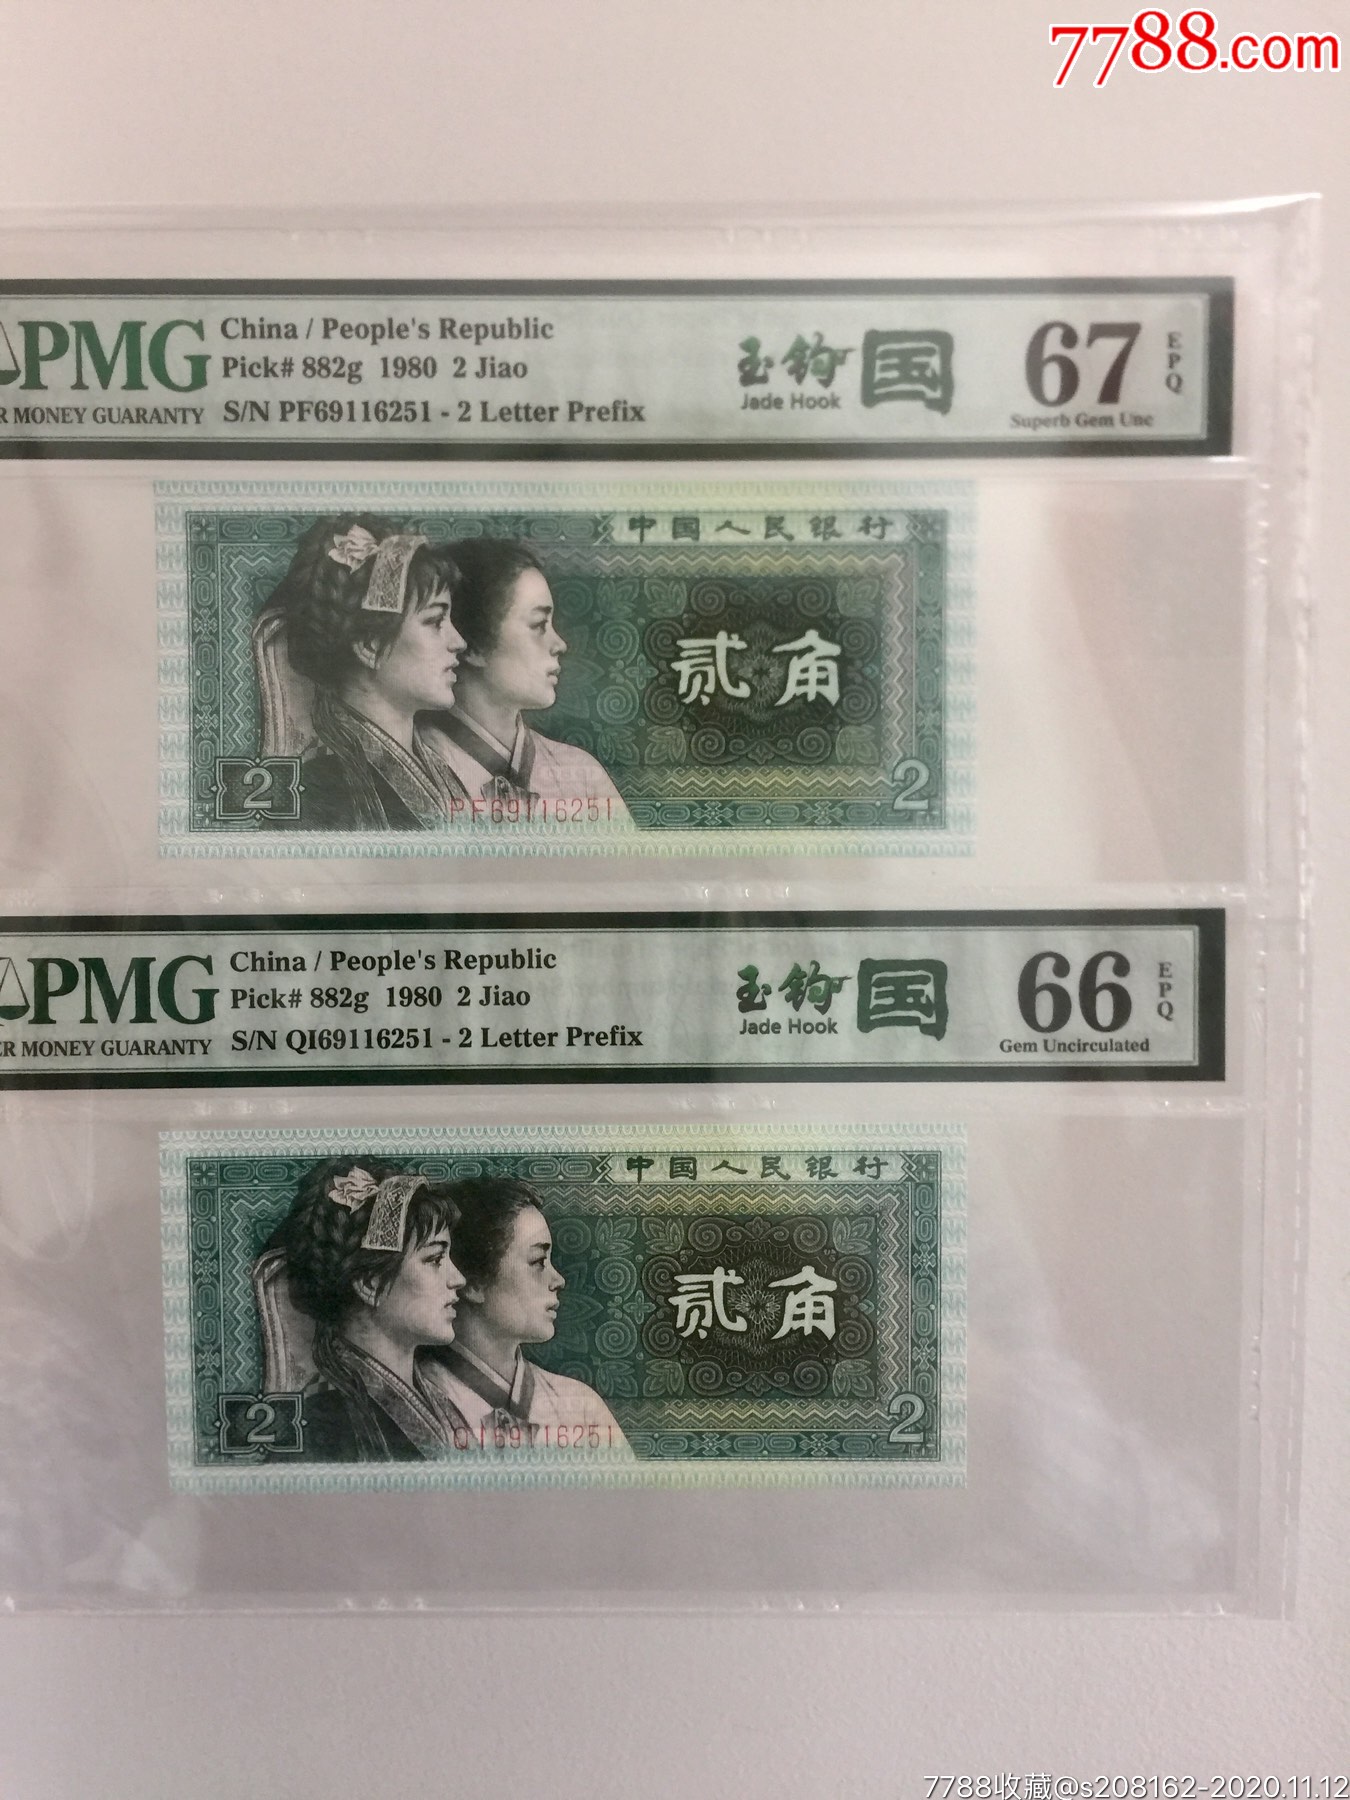 7788.com
PMG
China / People's Republic
Pick# 882g 1980 2 Jiao
R MONEY GUARANTY
S/N PF69116251 - 2 Letter Prefix
玉钩 国
Jade Hook
67 EPQ
Superb Gem Unc
中国人民银行
贰角
2
2
PF69116251
PMG
China / People's Republic
Pick# 882g 1980 2 Jiao
ER MONEY GUARANTY
S/N QI69116251 - 2 Letter Prefix
玉钩 国
Jade Hook
66 EPQ
Gem Uncirculated
中国人民银行
贰角
2
2
QI69116251
7788收藏@s208162-2020.11.12